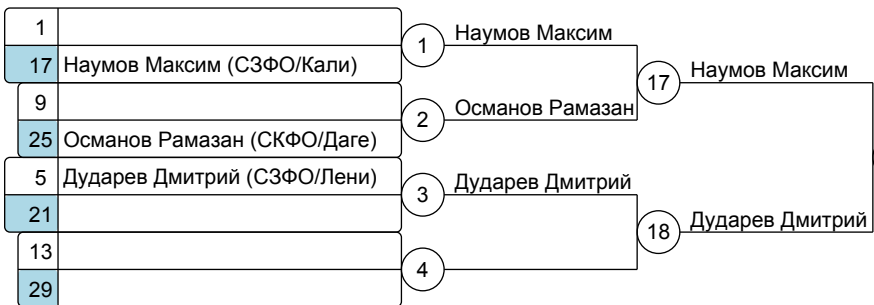 1
17 Наумов Максим (СЗФО/Кали)
9
25 Османов Рамазан (СКФО/Даге)
5 Дударев Дмитрий (СЗФО/Лени)
21
13
29
1 Наумов Максим
2 Османов Рамазан
3 Дударев Дмитрий
4
17 Наумов Максим
18 Дударев Дмитрий